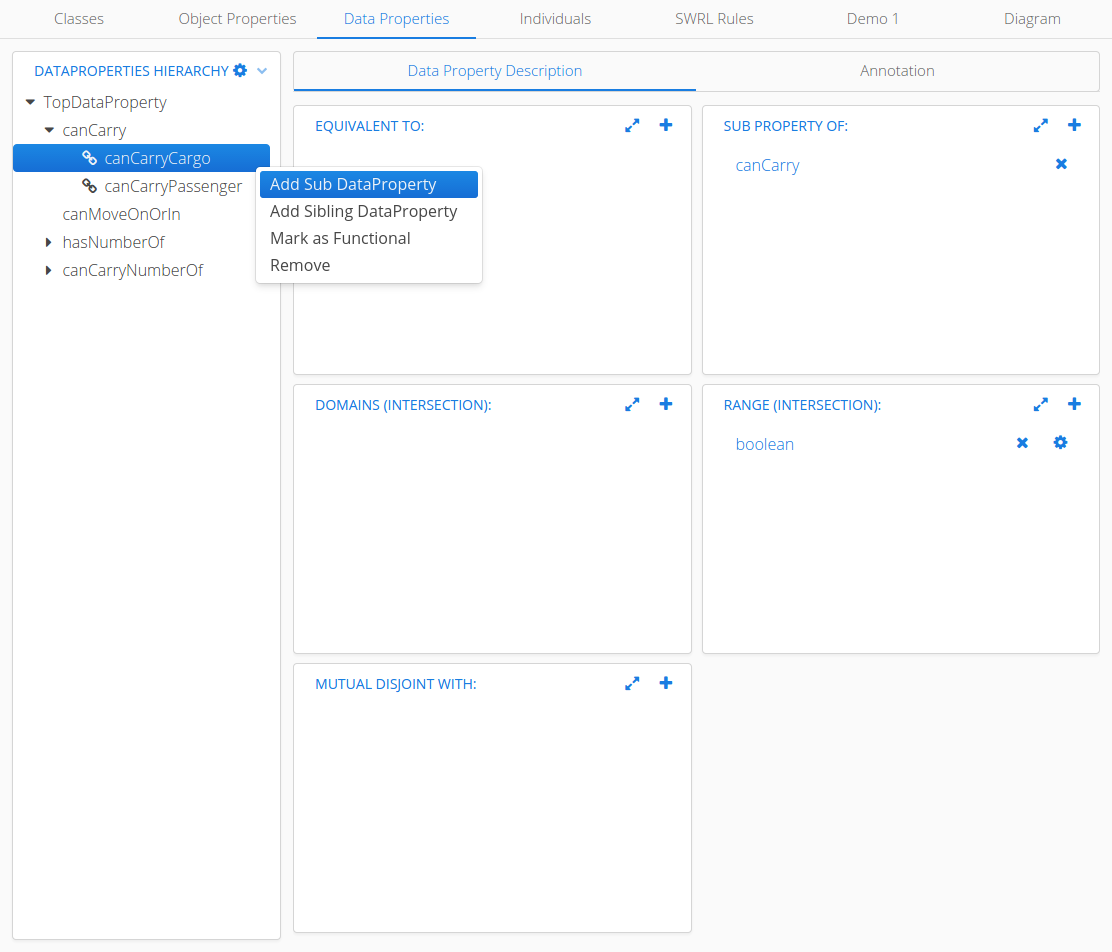 Classes Object Properties Data Properties Individuals SWRL Rules Demo 1 Diagram
DATAPROPERTIES HIERARCHY
TopDataProperty
canCarry
canCarryCargo
canCarryPassenger
canMoveOnOrIn
hasNumberOf
canCarryNumberOf
Add Sub DataProperty
Add Sibling DataProperty
Mark as Functional
Remove
Data Property Description Annotation
EQUIVALENT TO:
SUB PROPERTY OF:
canCarry
DOMAINS (INTERSECTION):
RANGE (INTERSECTION):
boolean
MUTUAL DISJOINT WITH: